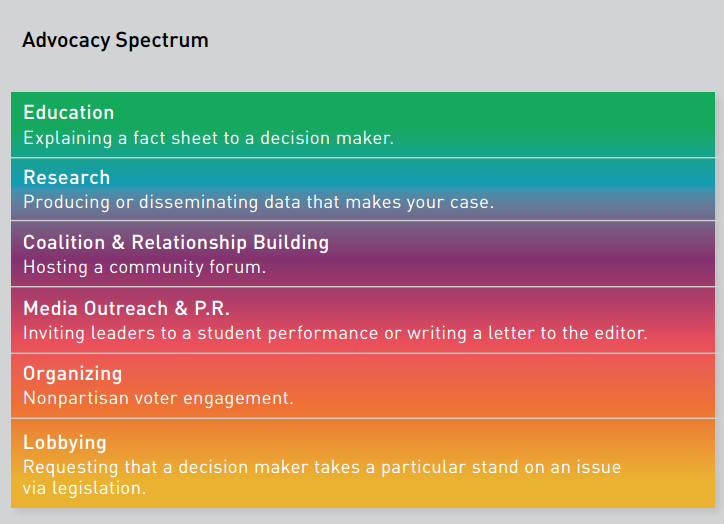 Advocacy Spectrum
Education
Explaining a fact sheet to a decision maker.
Research
Producing or disseminating data that makes your case.
Coalition & Relationship Building
Hosting a community forum.
Media Outreach & P.R.
Inviting leaders to a student performance or writing a letter to the editor.
Organizing
Nonpartisan voter engagement.
Lobbying
Requesting that a decision maker takes a particular stand on an issue
via legislation.